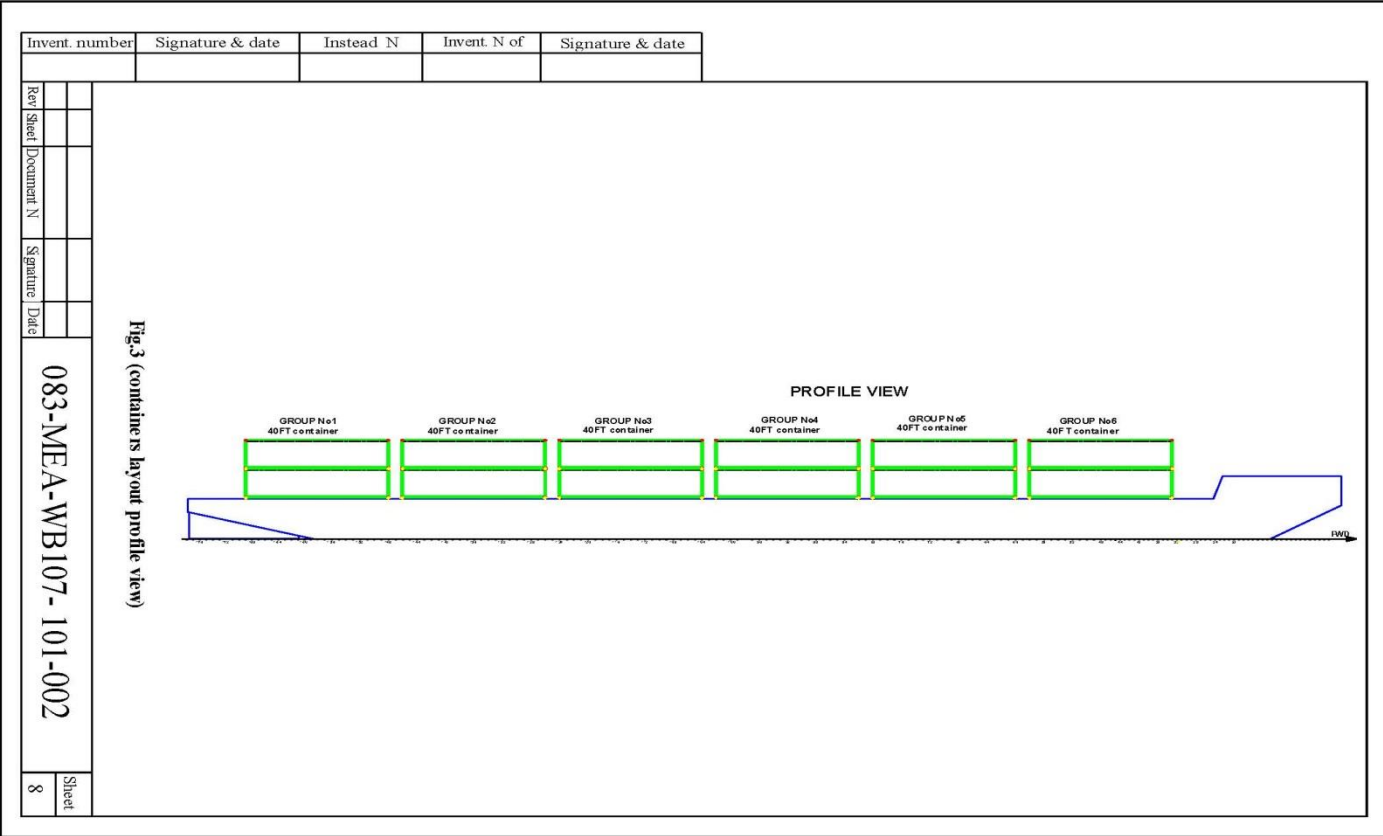 Invent. number
Signature & date
Instead N
Invent. N of
Signature & date
Rev
Sheet
Document N
Signature
Date
083-MEA-WB107- 101-002
Sheet
8
Fig.3 (containers layout profile view)
PROFILE VIEW
GROUP No1
40FT container
GROUP No2
40FT container
GROUP No3
40FT container
GROUP No4
40FT container
GROUP No5
40FT container
GROUP No6
40FT container
FWD